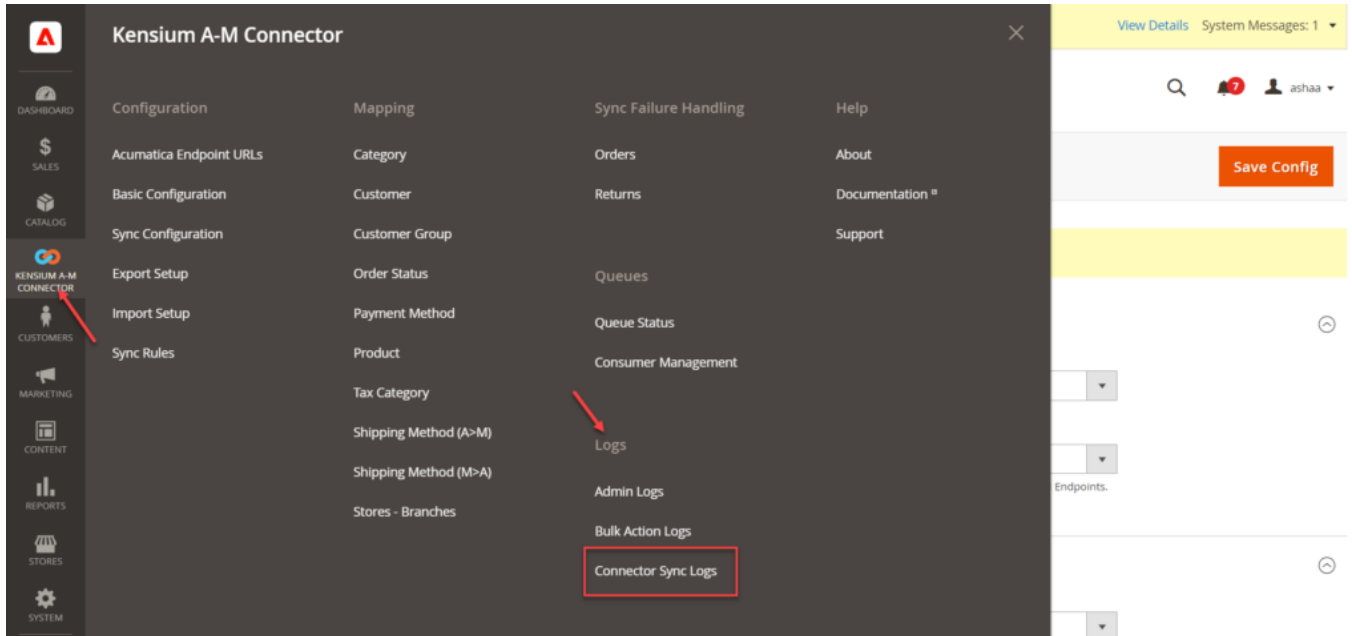 DASHBOARD
SALES
CATALOG
KENSIUM A-M
CONNECTOR
CUSTOMERS
MARKETING
CONTENT
REPORTS
STORES
SYSTEM
Kensium A-M Connector
Configuration
Acumatica Endpoint URLs
Basic Configuration
Sync Configuration
Export Setup
Import Setup
Sync Rules
Mapping
Category
Customer
Customer Group
Order Status
Payment Method
Product
Tax Category
Shipping Method (A>M)
Shipping Method (M>A)
Stores - Branches
Sync Failure Handling
Orders
Returns
Queues
Queue Status
Consumer Management
Logs
Admin Logs
Bulk Action Logs
Connector Sync Logs
Help
About
Documentation
Support
View Details System Messages: 1
7 ashaa
Save Config
Endpoints.